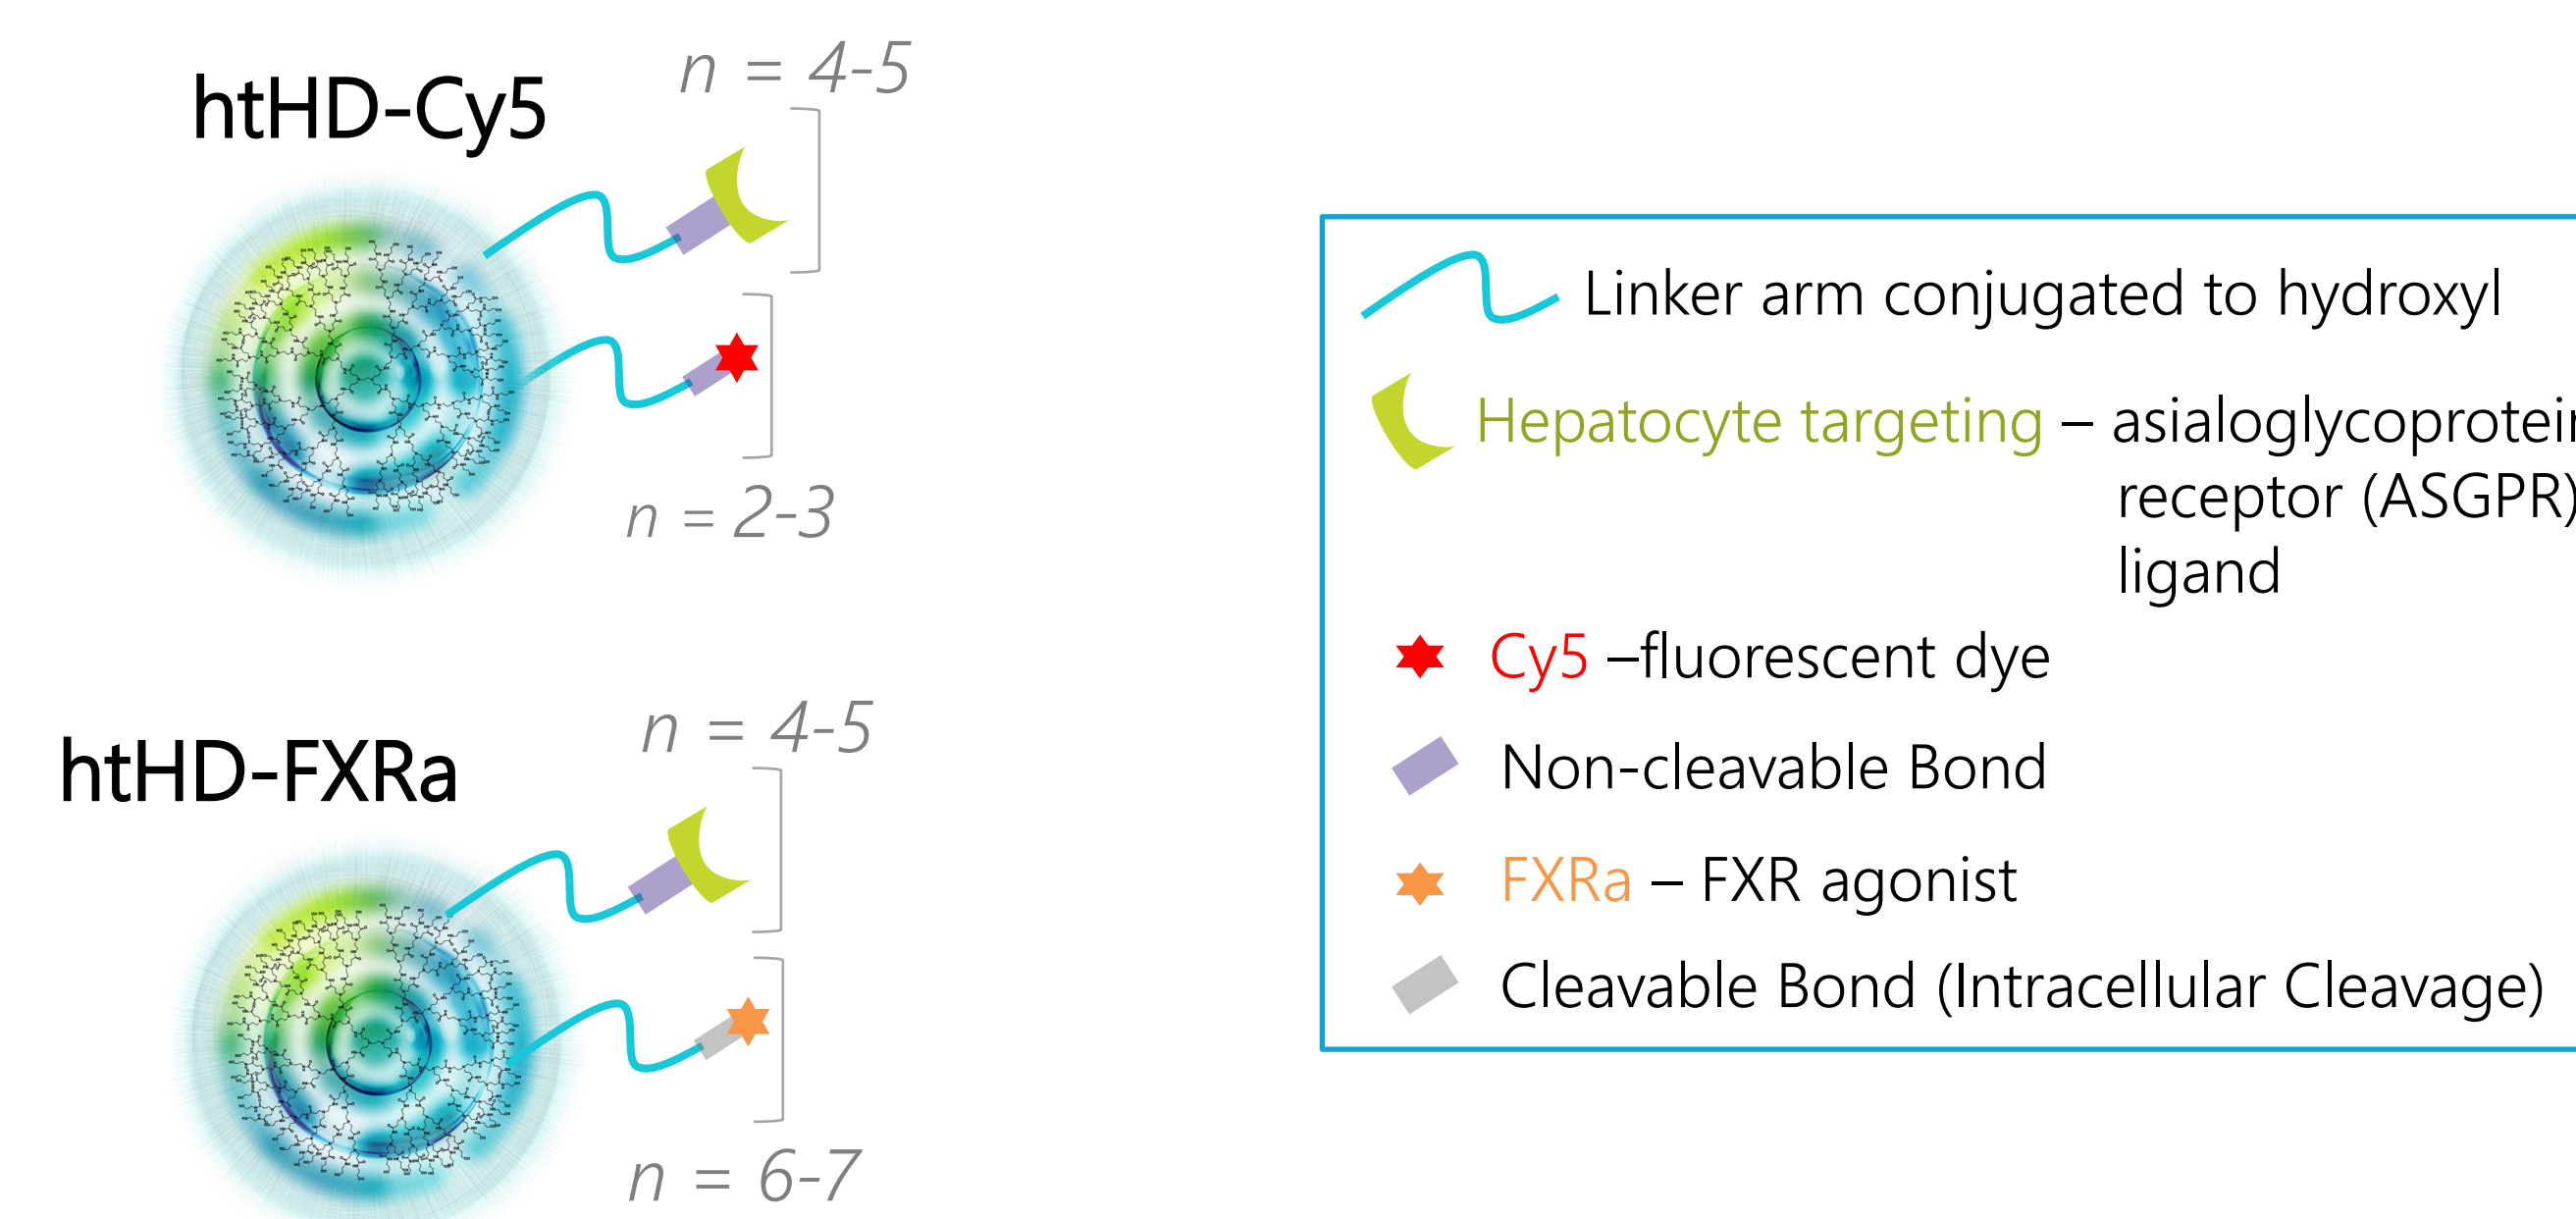 n = 4-5
htHD-Cy5
n = 2-3
n = 4-5
htHD-FXRa
n = 6-7
Linker arm conjugated to hydroxyl
Hepatocyte targeting – asialoglycoprotein
receptor (ASGPR)
ligand
Cy5 –fluorescent dye
Non-cleavable Bond
FXRa – FXR agonist
Cleavable Bond (Intracellular Cleavage)